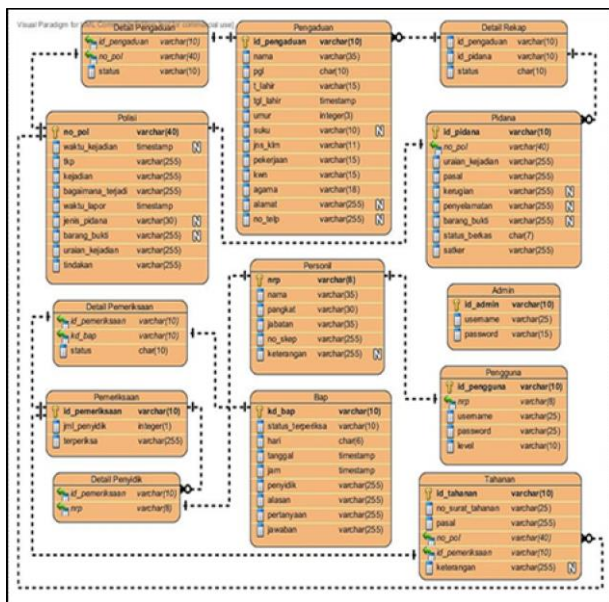 Visual Paradigm for UML Community
Detail Pengaduan
id_pengaduan varchar(10)
no_pol varchar(40)
status varchar(10)
Pengaduan
id_pengaduan varchar(10)
nama varchar(35)
pgl char(10)
t_lahir varchar(15)
tgl_lahir timestamp
umur integer(3)
suku varchar(10) N
jns_klm varchar(11)
pekerjaan varchar(15)
kwn varchar(15)
agama varchar(18)
alamat varchar(255) N
no_telp varchar(255) N
Detail Rekap
id_pengaduan varchar(10)
id_pidana varchar(10)
status char(10)
Polisi
no_pol varchar(40)
waktu_kejadian timestamp N
tkp varchar(255)
kejadian varchar(255)
bagaimana_terjadi varchar(255)
waktu_lapor timestamp
jenis_pidana varchar(30) N
barang_bukti varchar(255) N
uraian_kejadian varchar(255)
tindakan varchar(255)
Pidana
id_pidana varchar(10)
no_pol varchar(40)
uraian_kejadian varchar(255)
pasal varchar(255)
kerugian varchar(255) N
penyelamatan varchar(255) N
barang_bukti varchar(255) N
status_berkas char(7)
satker varchar(255)
Personil
nrp varchar(8)
nama varchar(35)
pangkat varchar(30)
jabatan varchar(35)
no_skep varchar(255)
keterangan varchar(255) N
Admin
id_admin varchar(10)
username varchar(25)
password varchar(15)
Detail Pemeriksaan
id_pemeriksaan varchar(10)
kd_bap varchar(10)
status char(10)
Pengguna
id_pengguna varchar(10)
nrp varchar(8)
username varchar(25)
password varchar(25)
level varchar(10)
Pemeriksaan
id_pemeriksaan varchar(10)
jml_penyidik integer(1)
terperiksa varchar(255)
Bap
kd_bap varchar(10)
status_terperiksa varchar(10)
hari char(6)
tanggal timestamp
jam timestamp
penyidik varchar(255)
alasan varchar(255)
pertanyaan varchar(255)
jawaban varchar(255)
Detail Penyidik
id_pemeriksaan varchar(10)
nrp varchar(8)
Tahanan
id_tahanan varchar(10)
no_surat_tahanan varchar(25)
pasal varchar(255)
no_pol varchar(40)
id_pemeriksaan varchar(10)
keterangan varchar(255) N